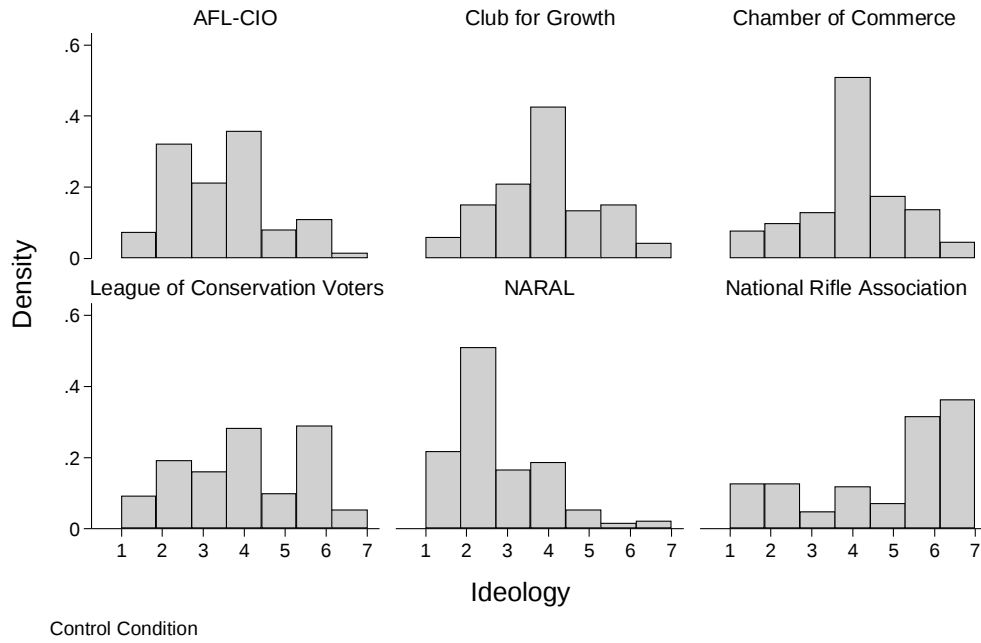 AFL-CIO
Club for Growth
Chamber of Commerce
.6
.4
.2
0
League of Conservation Voters
NARAL
National Rifle Association
.6
.4
.2
0
1 2 3 4 5 6 7
1 2 3 4 5 6 7
1 2 3 4 5 6 7
Density
Ideology
Control Condition